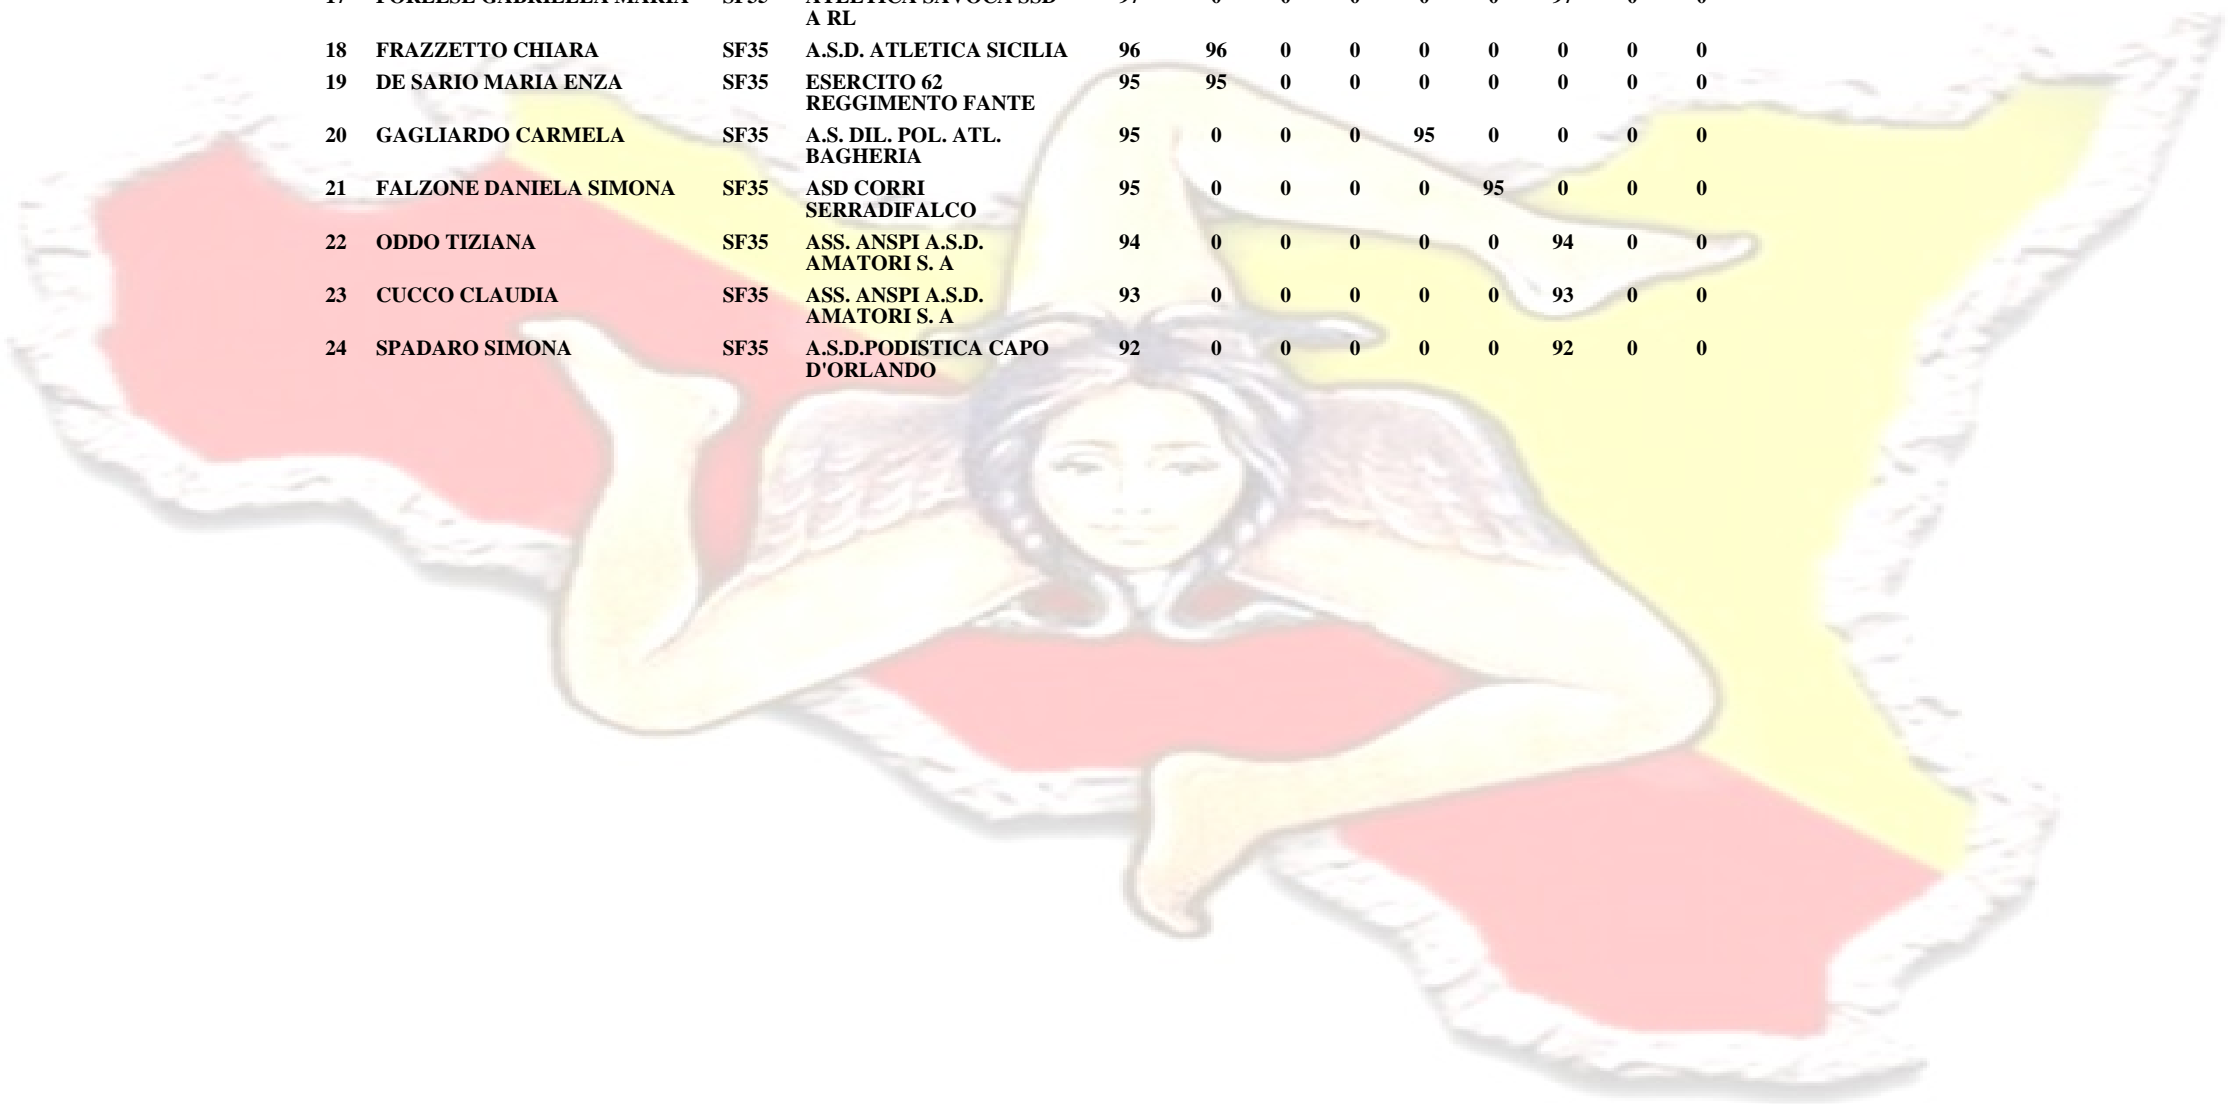 A RL
18 FRAZZETTO CHIARA SF35 A.S.D. ATLETICA SICILIA 96 96 0 0 0 0 0 0 0
19 DE SARIO MARIA ENZA SF35 ESERCITO 62 95 95 0 0 0 0 0 0 0
REGGIMENTO FANTE
20 GAGLIARDO CARMELA SF35 A.S. DIL. POL. ATL. 95 0 0 0 95 0 0 0 0
BAGHERIA
21 FALZONE DANIELA SIMONA SF35 ASD CORRI 95 0 0 0 0 95 0 0 0
SERRADIFALCO
22 ODDO TIZIANA SF35 ASS. ANSPI A.S.D. 94 0 0 0 0 0 94 0 0
AMATORI S. A
23 CUCCO CLAUDIA SF35 ASS. ANSPI A.S.D. 93 0 0 0 0 0 93 0 0
AMATORI S. A
24 SPADARO SIMONA SF35 A.S.D.PODISTICA CAPO 92 0 0 0 0 0 92 0 0
D'ORLANDO